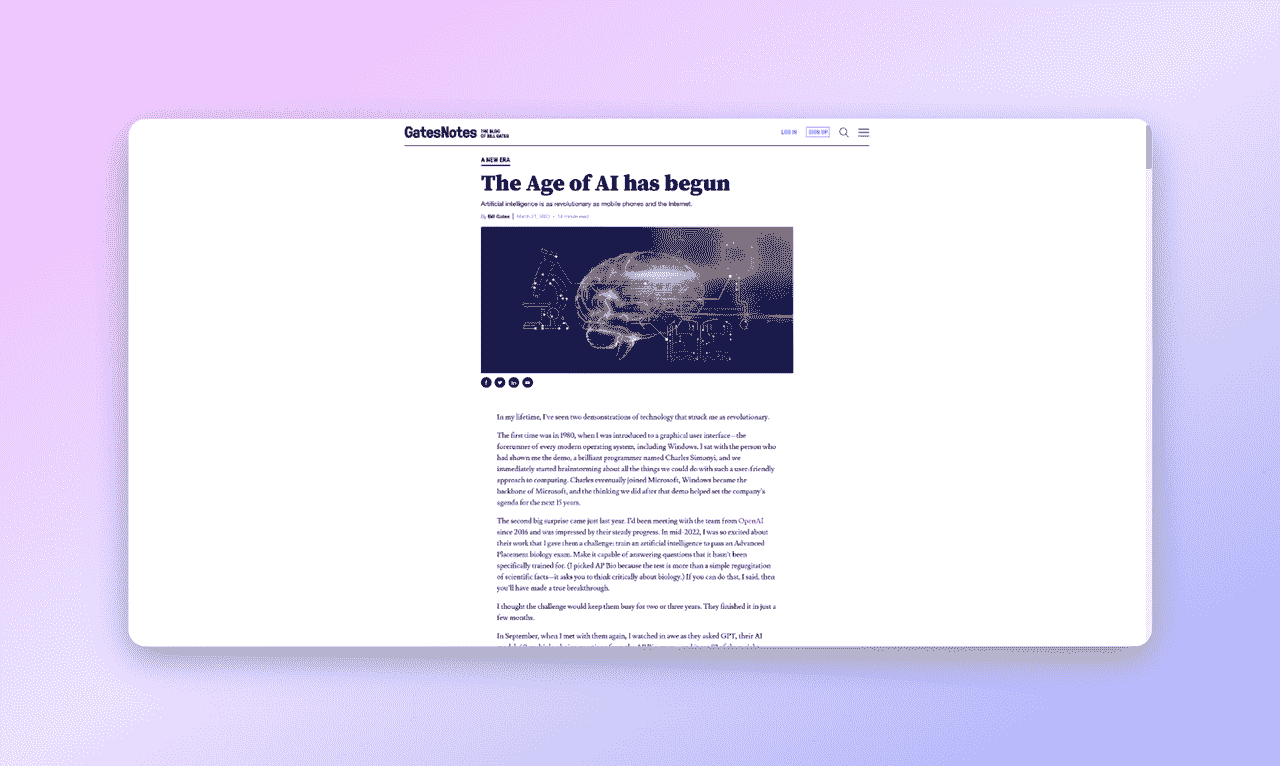 GatesNotes
THE BLOG
OF BILL GATES
LOG IN
SIGN UP
A NEW ERA
The Age of AI has begun
Artificial intelligence is as revolutionary as mobile phones and the Internet.
By Bill Gates | March 21, 2023 • 14 minute read
In my lifetime, I've seen two demonstrations of technology that struck me as revolutionary.
The first time was in 1980, when I was introduced to a graphical user interface—the
forerunner of every modern operating system, including Windows. I sat with the person who
had shown me the demo, a brilliant programmer named Charles Simonyi, and we
immediately started brainstorming about all the things we could do with such a user-friendly
approach to computing. Charles eventually joined Microsoft, Windows became the
backbone of Microsoft, and the thinking we did after that demo helped set the company's
agenda for the next 15 years.
The second big surprise came just last year. I'd been meeting with the team from OpenAI
since 2016 and was impressed by their steady progress. In mid-2022, I was so excited about
their work that I gave them a challenge: train an artificial intelligence to pass an Advanced
Placement biology exam. Make it capable of answering questions that it hasn't been
specifically trained for. (I picked AP Bio because the test is more than a simple regurgitation
of scientific facts—it asks you to think critically about biology.) If you can do that, I said, then
you'll have made a true breakthrough.
I thought the challenge would keep them busy for two or three years. They finished it in just a
few months.
In September, when I met with them again, I watched in awe as they asked GPT, their AI